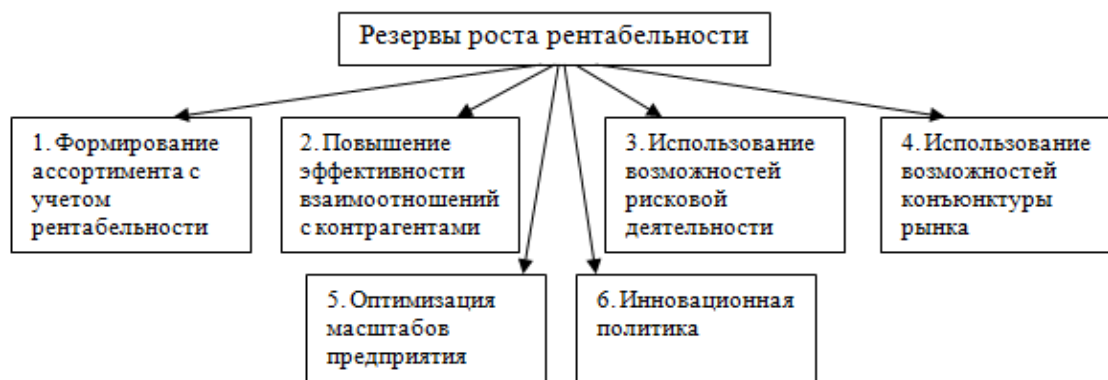 Резервы роста рентабельности
1. Формирование
ассортимента с
учетом
рентабельности
2. Повышение
эффективности
взаимоотношений
с контрагентами
3. Использование
возможностей
рисковой
деятельности
4. Использование
возможностей
конъюнктуры
рынка
5. Оптимизация
масштабов
предприятия
6. Инновационная
политика